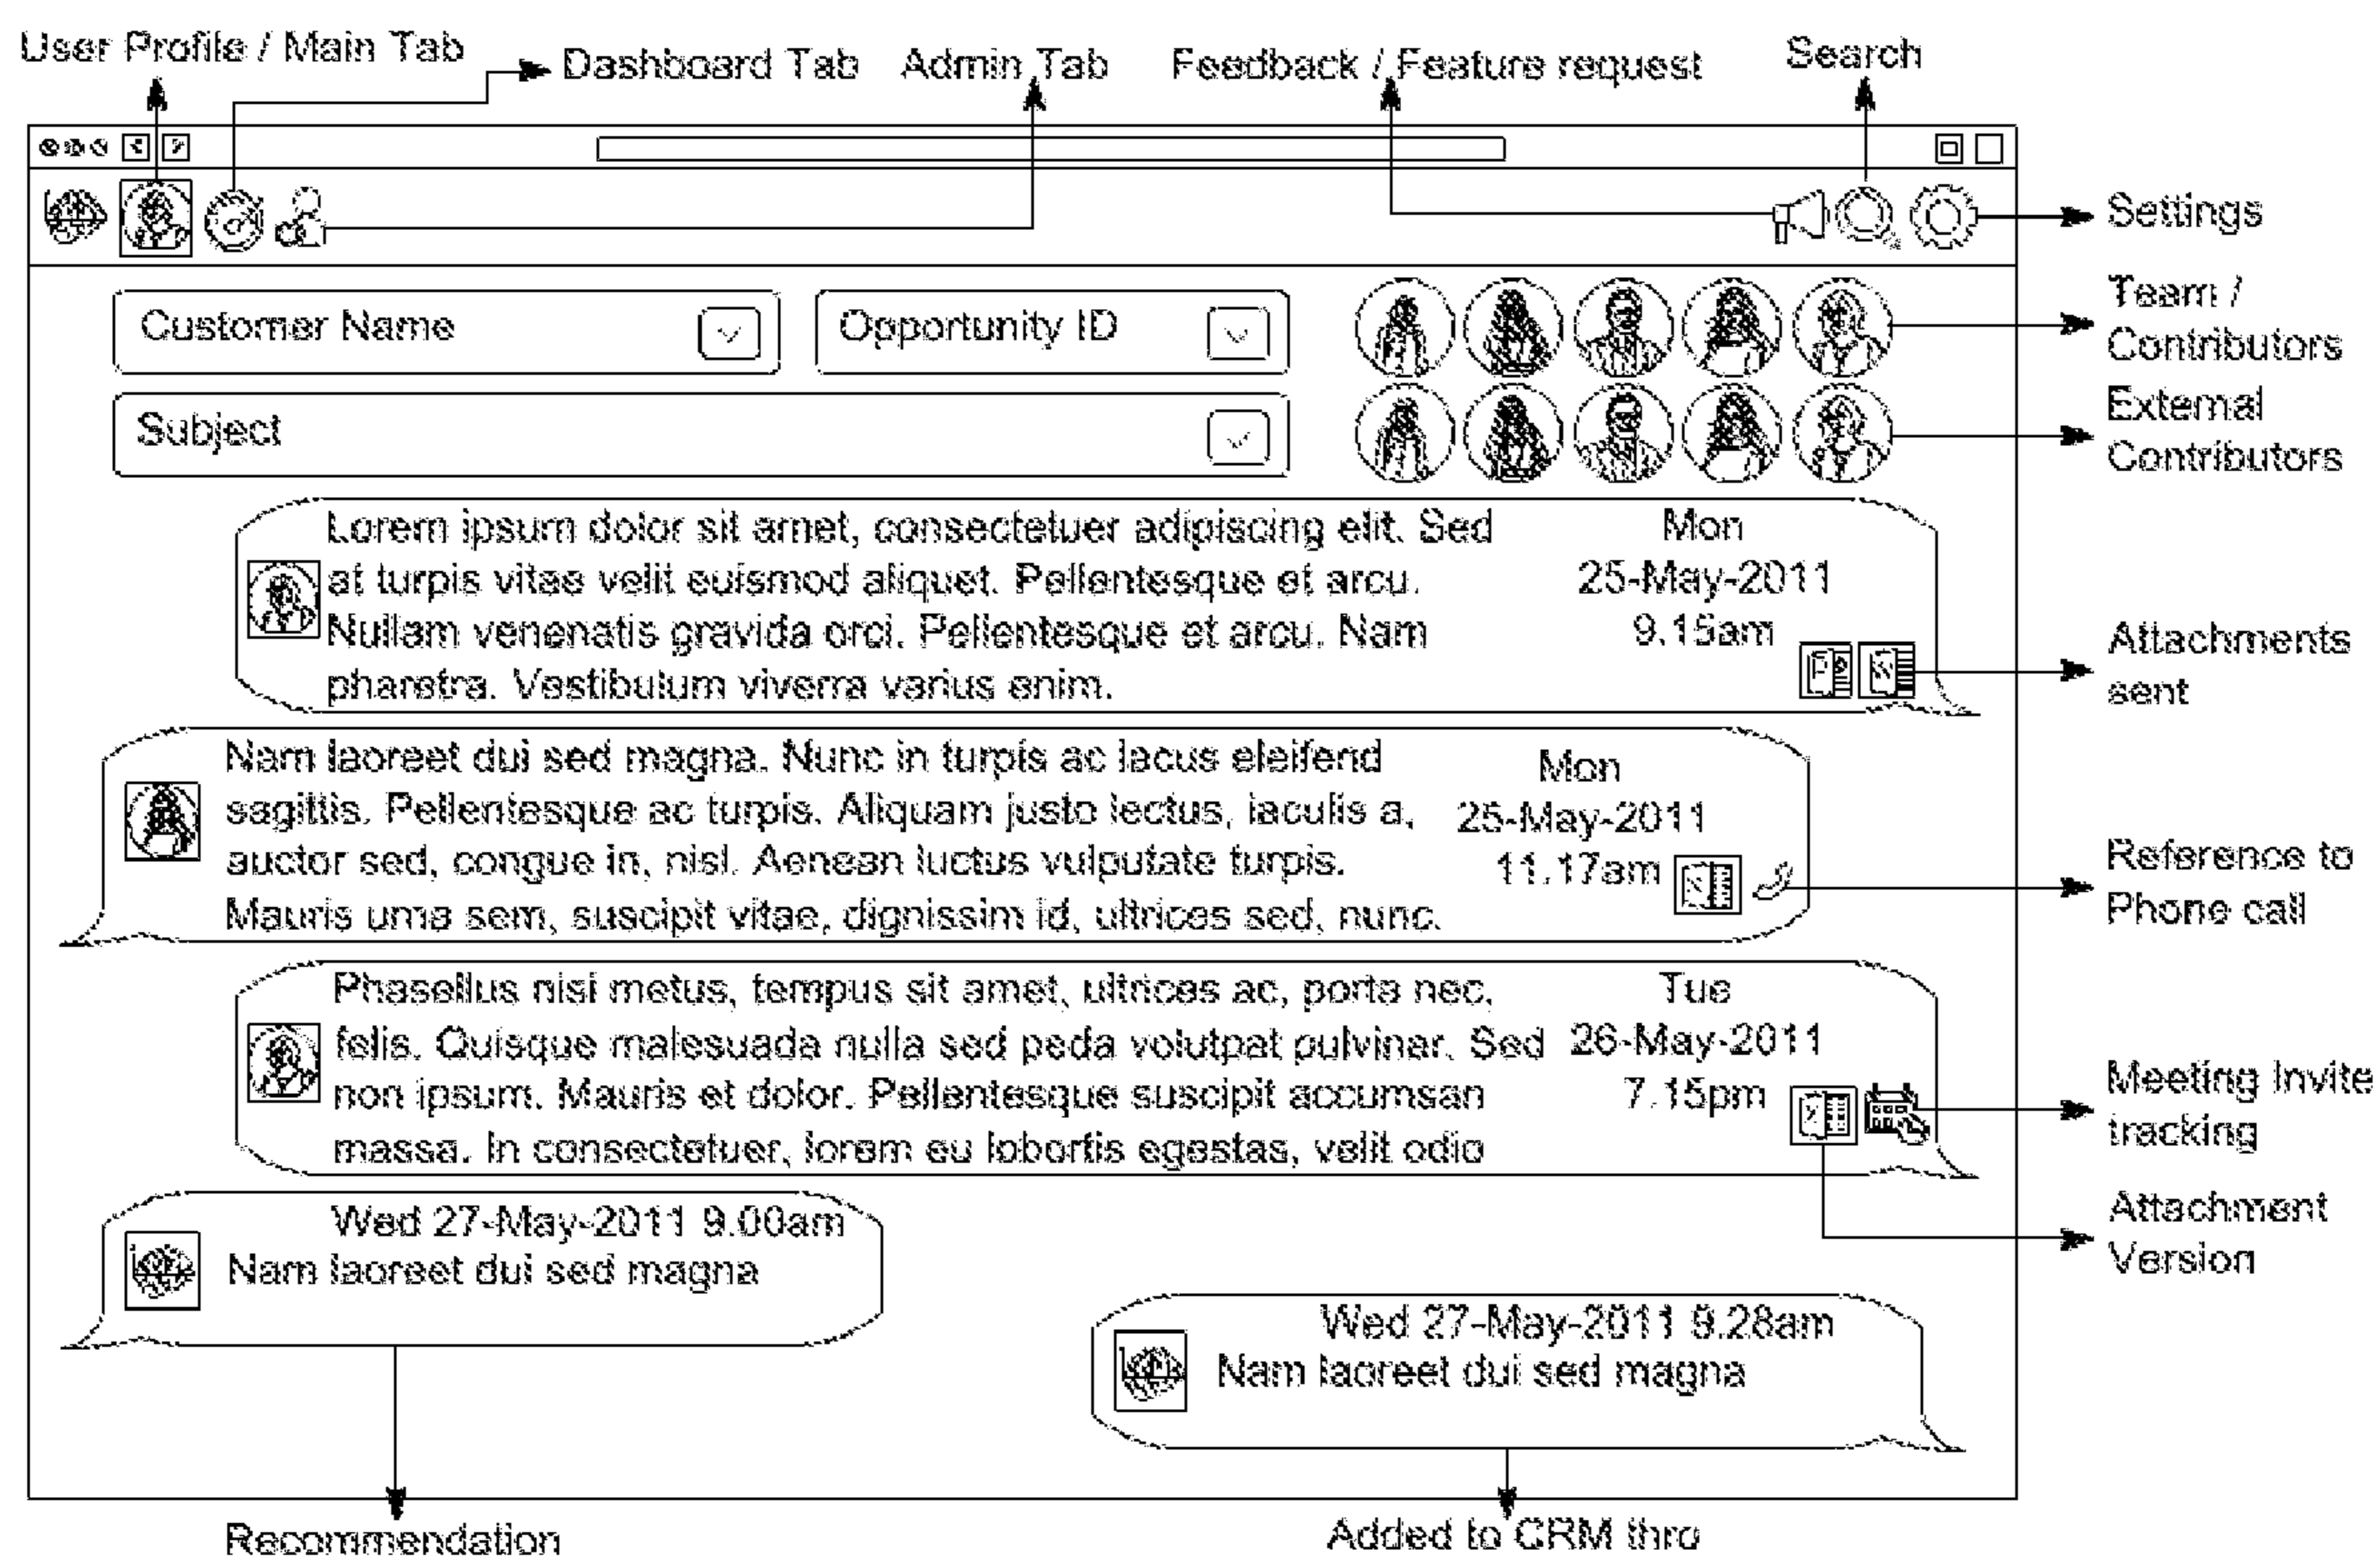 User Profile / Main Tab
Dashboard Tab
Admin Tab
Feedback / Feature request
Search
Settings
Customer Name
Opportunity ID
Team /
Contributors
Subject
External
Contributors
Lorem ipsum dolor sit amet, consectetuer adipiscing elit. Sed
at turpis vitae velit euismod aliquet. Pellentesque et arcu.
Nullam venenatis gravida orci. Pellentesque et arcu. Nam
pharetra. Vestibulum viverra varius enim.
Mon
25-May-2011
9.15am
Attachments
sent
Nam laoreet dui sed magna. Nunc in turpis ac lacus eleifend
sagittis. Pellentesque ac turpis. Aliquam justo lectus, iaculis a,
auctor sed, congue in, nisl. Aenean luctus vulputate turpis.
Mauris urna sem, suscipit vitae, dignissim id, ultrices sed, nunc.
Mon
25-May-2011
11.17am
Reference to
Phone call
Phasellus nisi metus, tempus sit amet, ultrices ac, porta nec,
felis. Quisque malesuada nulla sed peda volutpat pulvinar. Sed
non ipsum. Mauris et dolor. Pellentesque suscipit accumsan
massa. In consectetuer, lorem eu lobortis egestas, velit odio
Tue
26-May-2011
7.15pm
Meeting Invite
tracking
Attachment
Version
Wed 27-May-2011 9.00am
Nam laoreet dui sed magna
Wed 27-May-2011 9.28am
Nam laoreet dui sed magna
Recommendation
Added to CRM thro